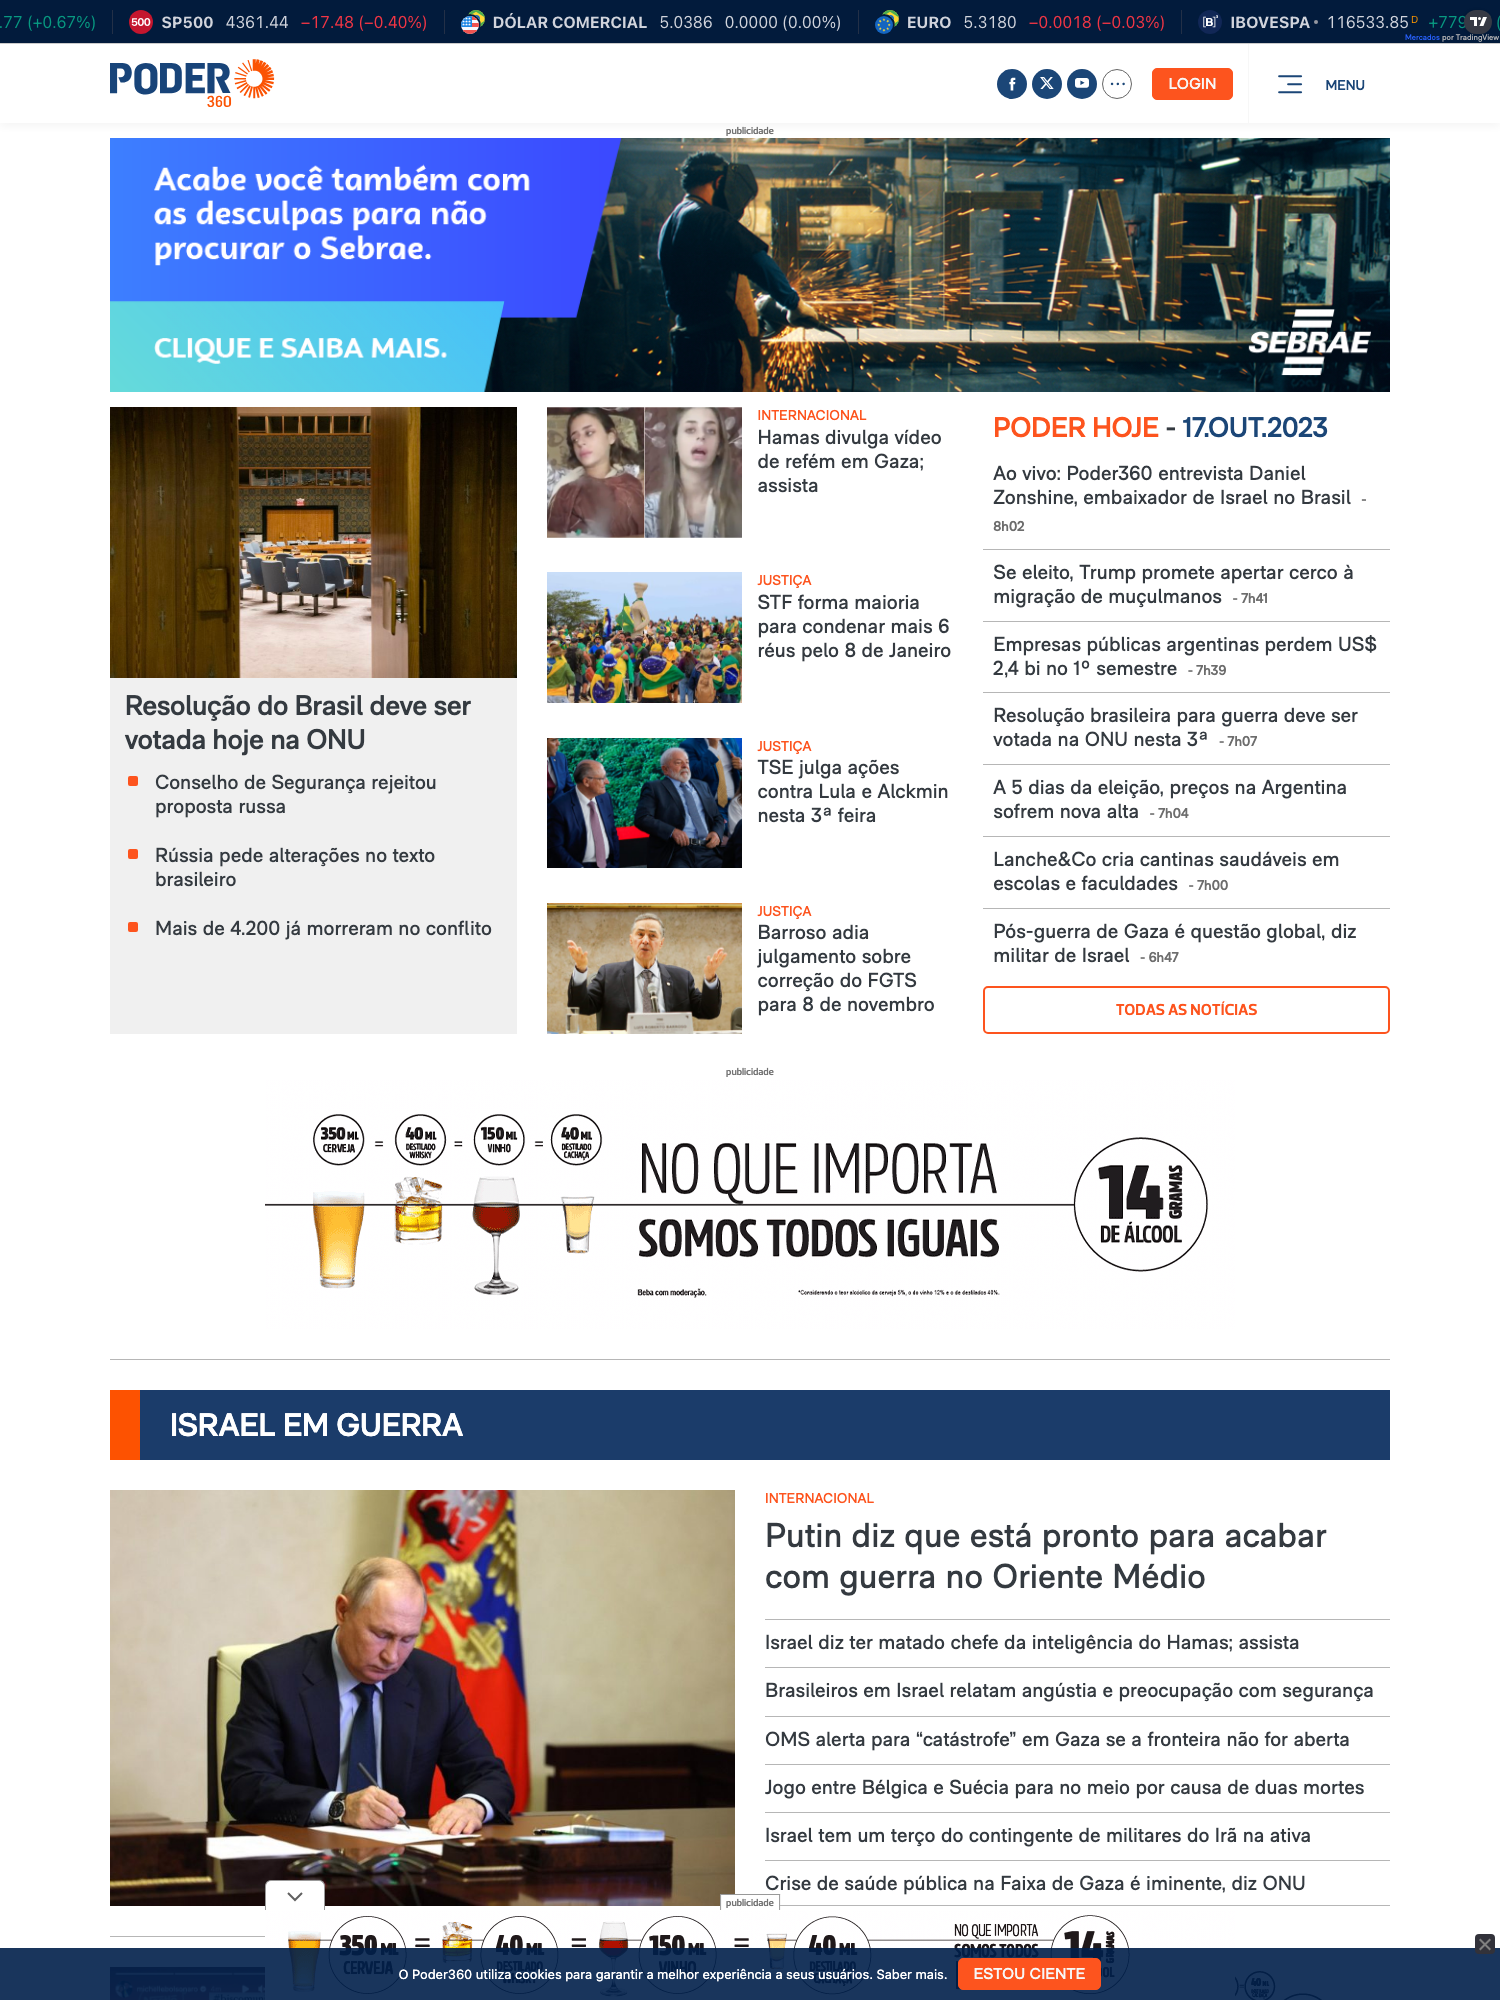 .77 (+0.67%)
500 SP500 4361.44 −17.48 (−0.40%)
DÓLAR COMERCIAL 5.0386 0.0000 (0.00%)
EURO 5.3180 −0.0018 (−0.03%)
IBOVESPA 116533.85 D
Mercados por TradingView
PODER
360
LOGIN
MENU
publicidade
Acabe você também com
as desculpas para não
procurar o Sebrae.
CLIQUE E SAIBA MAIS.
SEBRAE
Resolução do Brasil deve ser
votada hoje na ONU
Conselho de Segurança rejeitou
proposta russa
Rússia pede alterações no texto
brasileiro
Mais de 4.200 já morreram no conflito
INTERNACIONAL
Hamas divulga vídeo
de refém em Gaza;
assista
JUSTIÇA
STF forma maioria
para condenar mais 6
réus pelo 8 de Janeiro
JUSTIÇA
TSE julga ações
contra Lula e Alckmin
nesta 3ª feira
JUSTIÇA
Barroso adia
julgamento sobre
correção do FGTS
para 8 de novembro
PODER HOJE - 17.OUT.2023
Ao vivo: Poder360 entrevista Daniel
Zonshine, embaixador de Israel no Brasil -
8h02
Se eleito, Trump promete apertar cerco à
migração de muçulmanos - 7h41
Empresas públicas argentinas perdem US$
2,4 bi no 1º semestre - 7h39
Resolução brasileira para guerra deve ser
votada na ONU nesta 3ª - 7h07
A 5 dias da eleição, preços na Argentina
sofrem nova alta - 7h04
Lanche&Co cria cantinas saudáveis em
escolas e faculdades - 7h00
Pós-guerra de Gaza é questão global, diz
militar de Israel - 6h47
TODAS AS NOTÍCIAS
publicidade
350 ML = 40 ML = 150 ML = 40 ML
CERVEJA DESTILADO WHISKY VINHO DESTILADO CACHAÇA
NO QUE IMPORTA
SOMOS TODOS IGUAIS
14 GRAMAS
DE ÁLCOOL
Beba com moderação.
*Considerando o teor alcóolico da cerveja 5%, o do vinho 12% e o de destilados 40%.
ISRAEL EM GUERRA
INTERNACIONAL
Putin diz que está pronto para acabar
com guerra no Oriente Médio
Israel diz ter matado chefe da inteligência do Hamas; assista
Brasileiros em Israel relatam angústia e preocupação com segurança
OMS alerta para “catástrofe” em Gaza se a fronteira não for aberta
Jogo entre Bélgica e Suécia para no meio por causa de duas mortes
Israel tem um terço do contingente de militares do Irã na ativa
Crise de saúde pública na Faixa de Gaza é iminente, diz ONU
publicidade
350 ML = 40 ML = 150 ML = 40 ML
CERVEJA DESTILADO VINHO DESTILADO
NO QUE IMPORTA
SOMOS TODOS
14
O Poder360 utiliza cookies para garantir a melhor experiência a seus usuários. Saber mais.
ESTOU CIENTE